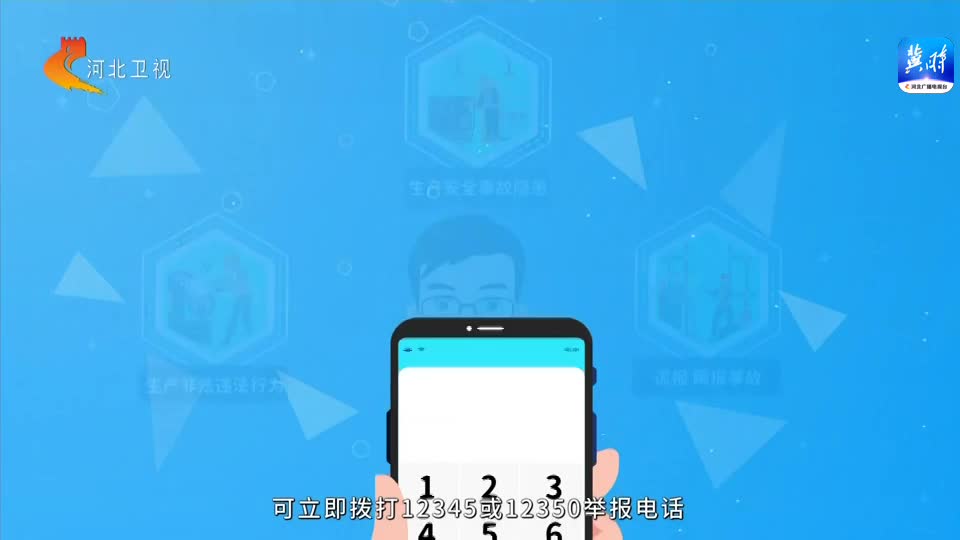 河北卫视
冀时
河北广播电视台
生产安全事故隐患
生产非法违法行为
谎报 瞒报事故
1 2 3
可立即拨打12345或12350举报电话
4 5 6